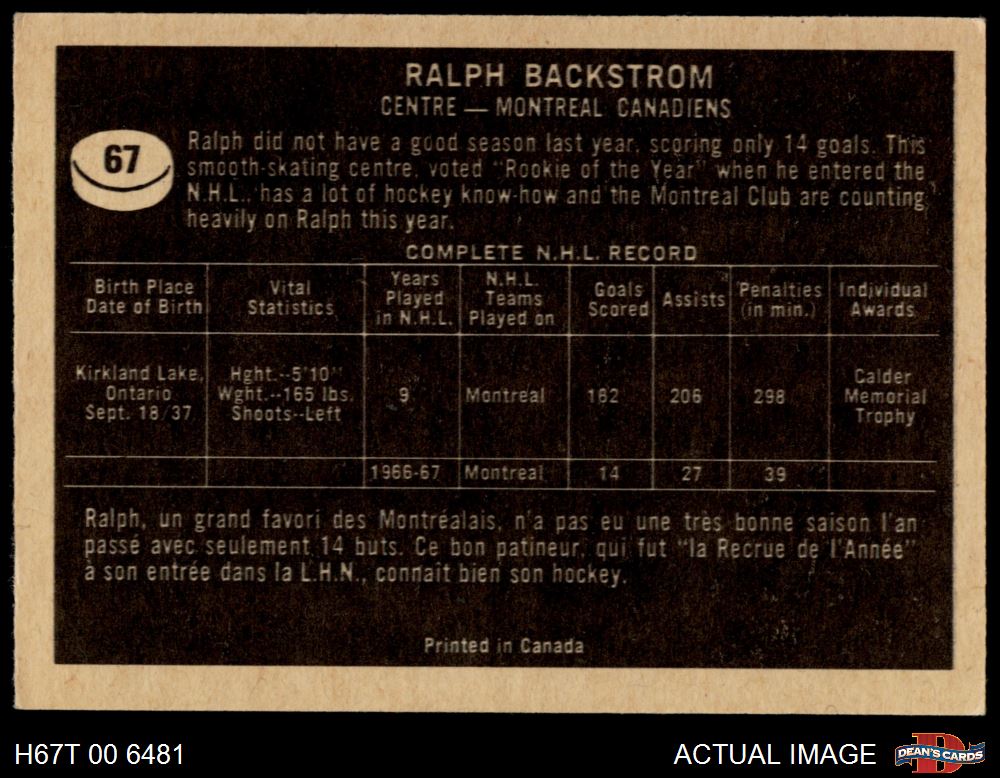 RALPH BACKSTROM
CENTRE — MONTREAL CANADIENS
67
Ralph did not have a good season last year, scoring only 14 goals. This
smooth-skating centre, voted "Rookie of the Year" when he entered the
N.H.L., has a lot of hockey know-how and the Montreal Club are counting
heavily on Ralph this year.
COMPLETE N.H.L. RECORD
Birth Place
Date of Birth
Vital
Statistics
Years
Played
in N.H.L.
N.H.L.
Teams
Played on
Goals
Scored
Assists
Penalties
(in min.)
Individual
Awards
Kirkland Lake,
Ontario
Sept. 18/37
Hght.--5'10"
Wght.--165 lbs.
Shoots--Left
9
Montreal
162
206
298
Calder
Memorial
Trophy
1966-67
Montreal
14
27
39
Ralph, un grand favori des Montréalais, n'a pas eu une très bonne saison l'an
passé avec seulement 14 buts. Ce bon patineur, qui fut "la Recrue de l'Année"
à son entrée dans la L.H.N., connaît bien son hockey.
Printed in Canada
H67T 00 6481
ACTUAL IMAGE
DEAN'S CARDS